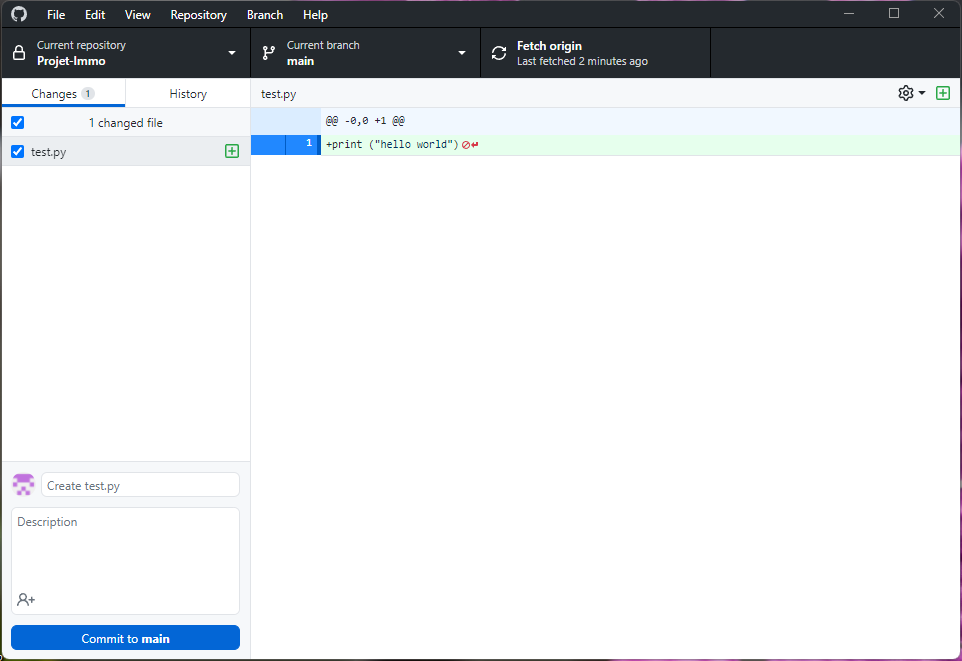 File Edit View Repository Branch Help
Current repository
Projet-Immo
Current branch
main
Fetch origin
Last fetched 2 minutes ago
Changes 1
History
test.py
1 changed file
@@ -0,0 +1 @@
test.py
1 +print ("hello world")
Create test.py
Description
Commit to main